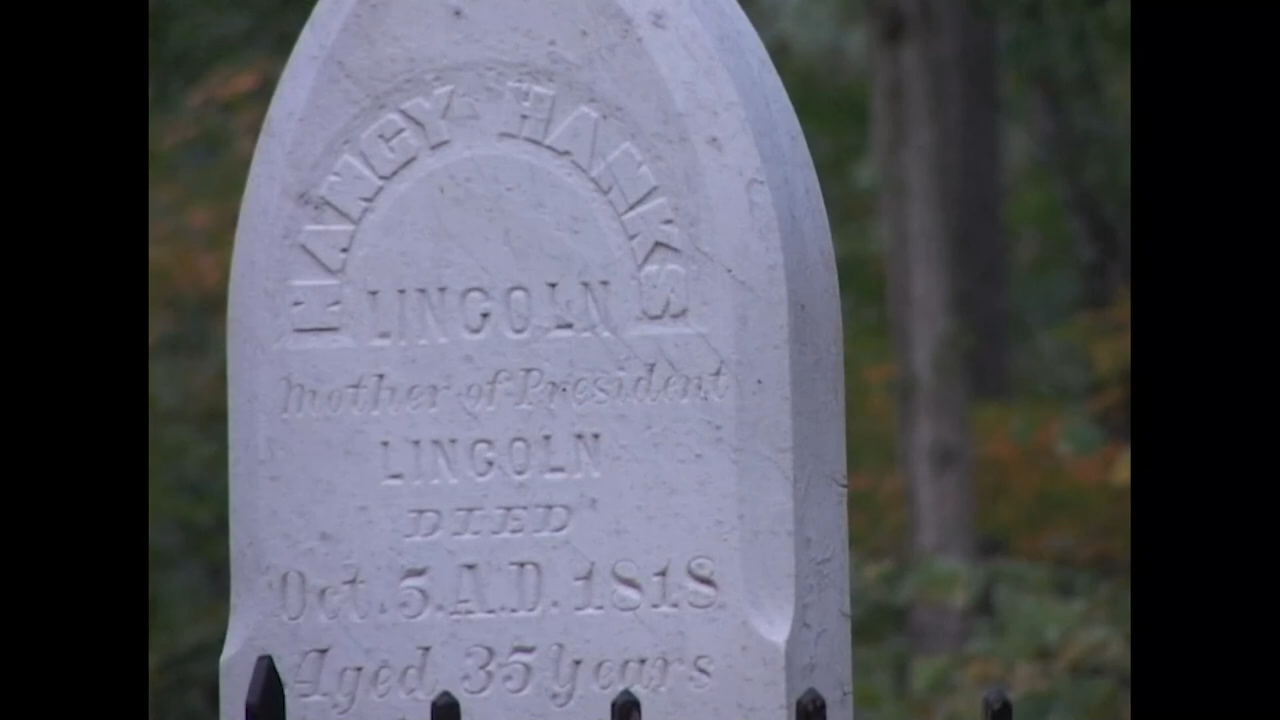 NANCY HANKS
LINCOLN
mother of President
LINCOLN
DIED
Oct. 5. A.D. 1818
Aged 35 years